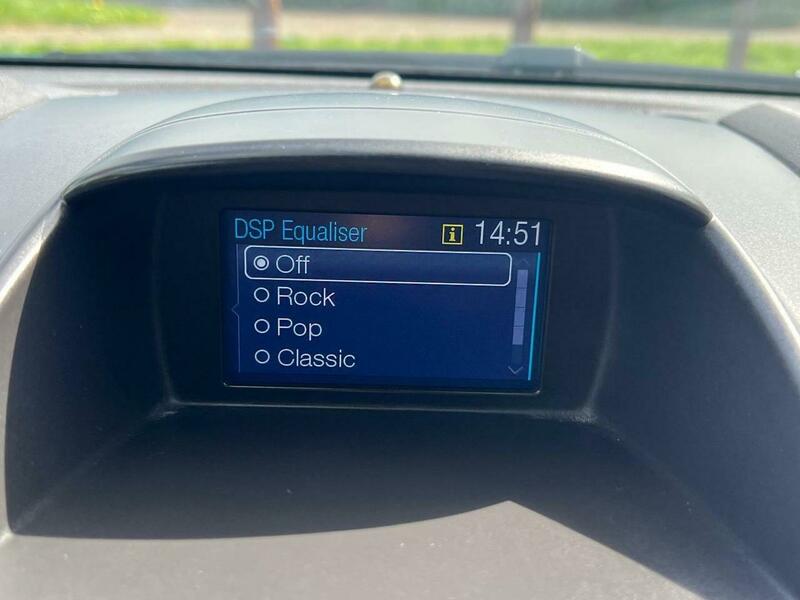 DSP Equaliser i 14:51
Off
Rock
Pop
Classic